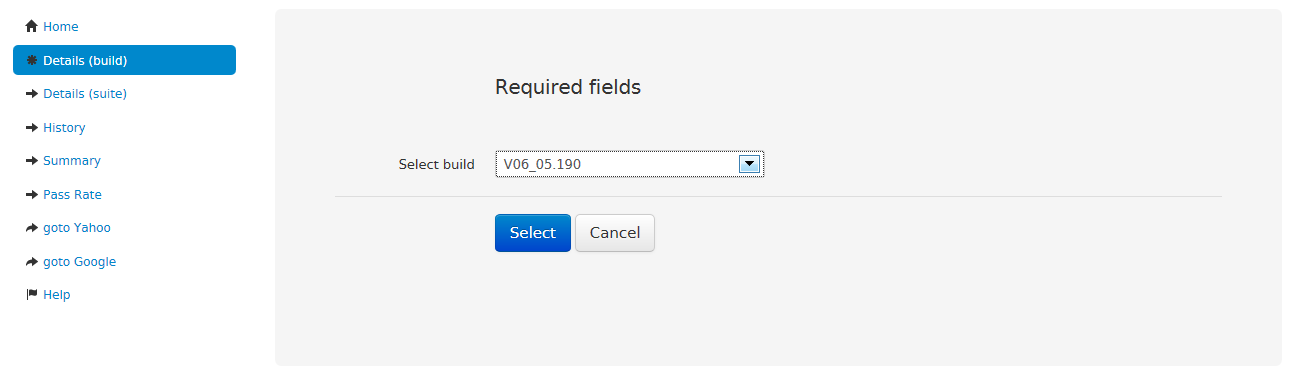 Home
Details (build)
Details (suite)
History
Summary
Pass Rate
goto Yahoo
goto Google
Help
Required fields
Select build V06_05.190
Select Cancel